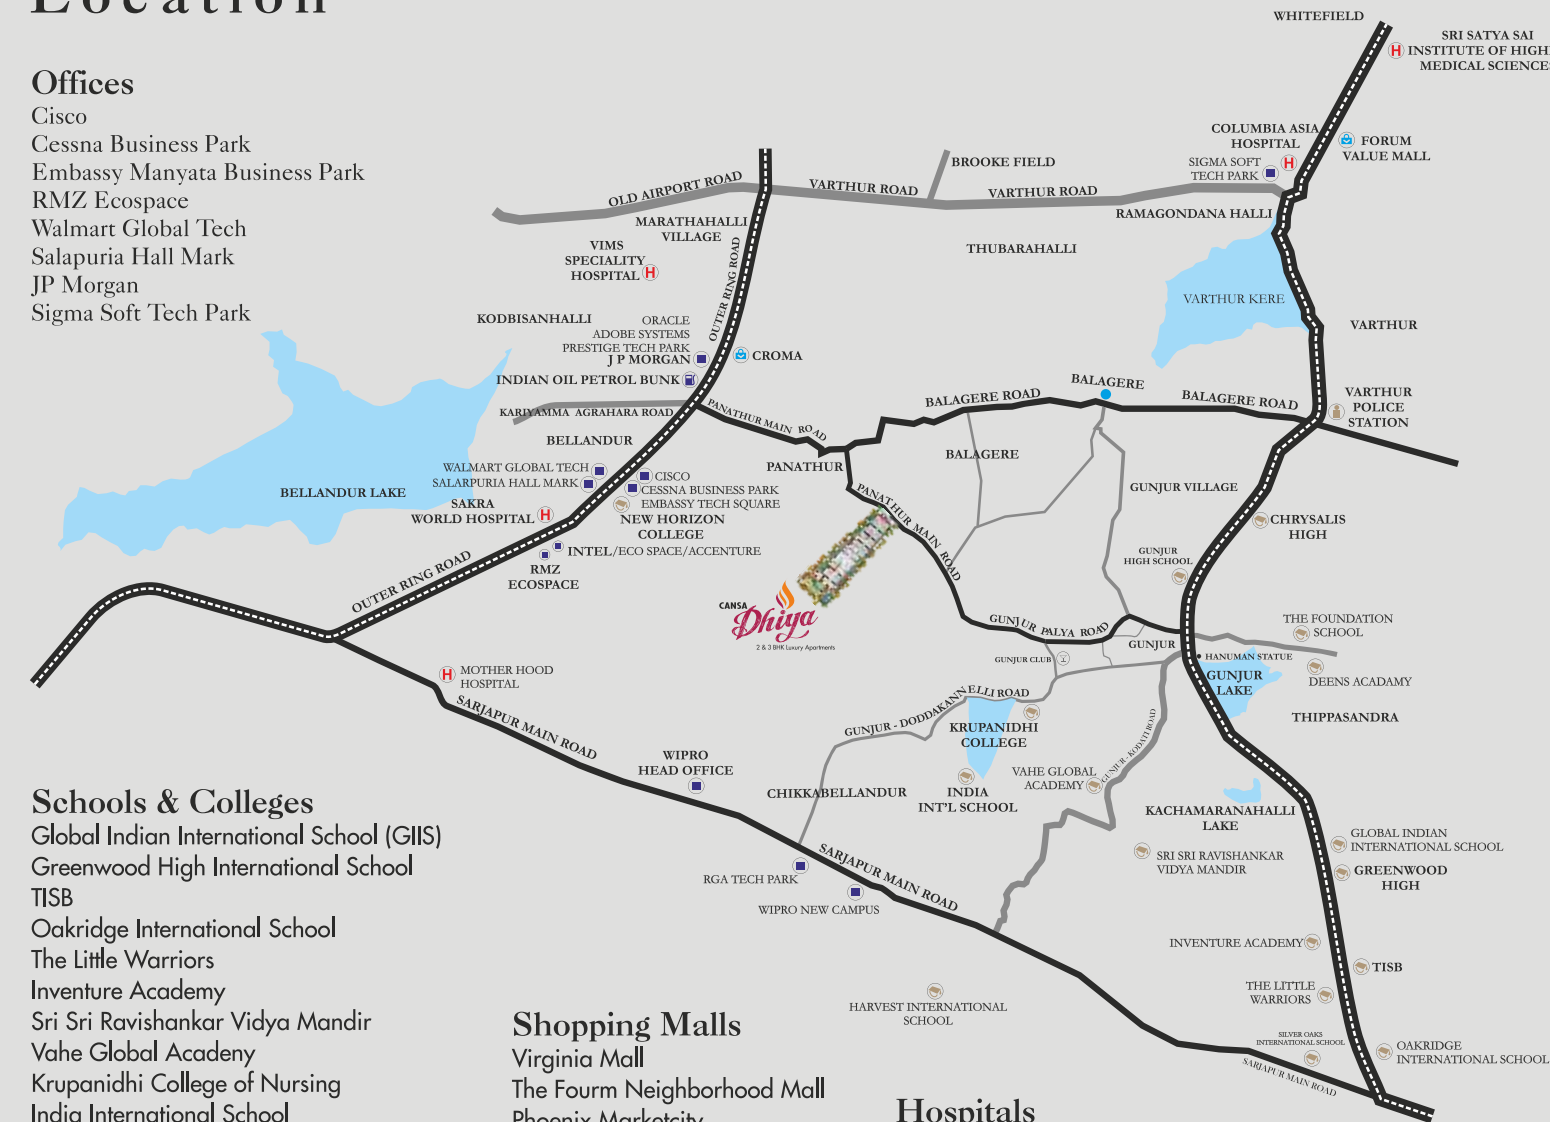 Location
Offices
Cisco
Cessna Business Park
Embassy Manyata Business Park
RMZ Ecospace
Walmart Global Tech
Salapuria Hall Mark
JP Morgan
Sigma Soft Tech Park
WHITEFIELD
SRI SATYA SAI
INSTITUTE OF HIGH
MEDICAL SCIENCE
COLUMBIA ASIA
HOSPITAL
FORUM
VALUE MALL
SIGMA SOFT
TECH PARK
BROOKE FIELD
OLD AIRPORT ROAD
VARTHUR ROAD
VARTHUR ROAD
RAMAGONDANA HALLI
MARATHAHALLI
VILLAGE
VIMS
SPECIALITY
HOSPITAL
OUTER RING ROAD
THUBARAHALLI
VARTHUR KERE
VARTHUR
KODBISANHALLI
ORACLE
ADOBE SYSTEMS
PRESTIGE TECH PARK
J P MORGAN
CROMA
INDIAN OIL PETROL BUNK
KARIYAMMA AGRAHARA ROAD
PANATHUR MAIN ROAD
BALAGERE ROAD
BALAGERE
BALAGERE ROAD
VARTHUR
POLICE
STATION
BELLANDUR
PANATHUR
BALAGERE
WALMART GLOBAL TECH
SALARPURIA HALL MARK
CISCO
CESSNA BUSINESS PARK
EMBASSY TECH SQUARE
BELLANDUR LAKE
SAKRA
WORLD HOSPITAL
NEW HORIZON
COLLEGE
PANATHUR MAIN ROAD
GUNJUR VILLAGE
CHRYSALIS
HIGH
INTEL/ECO SPACE/ACCENTURE
RMZ
ECOSPACE
OUTER RING ROAD
GUNJUR
HIGH SCHOOL
CANSA
Dhiya
2 & 3 BHK Luxury Apartments
GUNJUR PALYA ROAD
THE FOUNDATION
SCHOOL
GUNJUR
GUNJUR CLUB
HANUMAN STATUE
GUNJUR
LAKE
DEENS ACADAMY
MOTHER HOOD
HOSPITAL
SARJAPUR MAIN ROAD
GUNJUR - DODDAKANNELLI ROAD
KRUPANIDHI
COLLEGE
GUNJUR - KODATI ROAD
THIPPASANDRA
WIPRO
HEAD OFFICE
CHIKKABELLANDUR
VAHE GLOBAL
ACADEMY
INDIA
INT'L SCHOOL
KACHAMARANAHALLI
LAKE
Schools & Colleges
Global Indian International School (GIIS)
Greenwood High International School
TISB
Oakridge International School
The Little Warriors
Inventure Academy
Sri Sri Ravishankar Vidya Mandir
Vahe Global Acadeny
Krupanidhi College of Nursing
India International School
SARJAPUR MAIN ROAD
RGA TECH PARK
WIPRO NEW CAMPUS
SRI SRI RAVISHANKAR
VIDYA MANDIR
GLOBAL INDIAN
INTERNATIONAL SCHOOL
GREENWOOD
HIGH
INVENTURE ACADEMY
TISB
THE LITTLE
WARRIORS
HARVEST INTERNATIONAL
SCHOOL
SILVER OAKS
INTERNATIONAL SCHOOL
OAKRIDGE
INTERNATIONAL SCHOOL
SARJAPUR MAIN ROAD
Shopping Malls
Virginia Mall
The Fourm Neighborhood Mall
Phoenix Marketcity
Hospitals